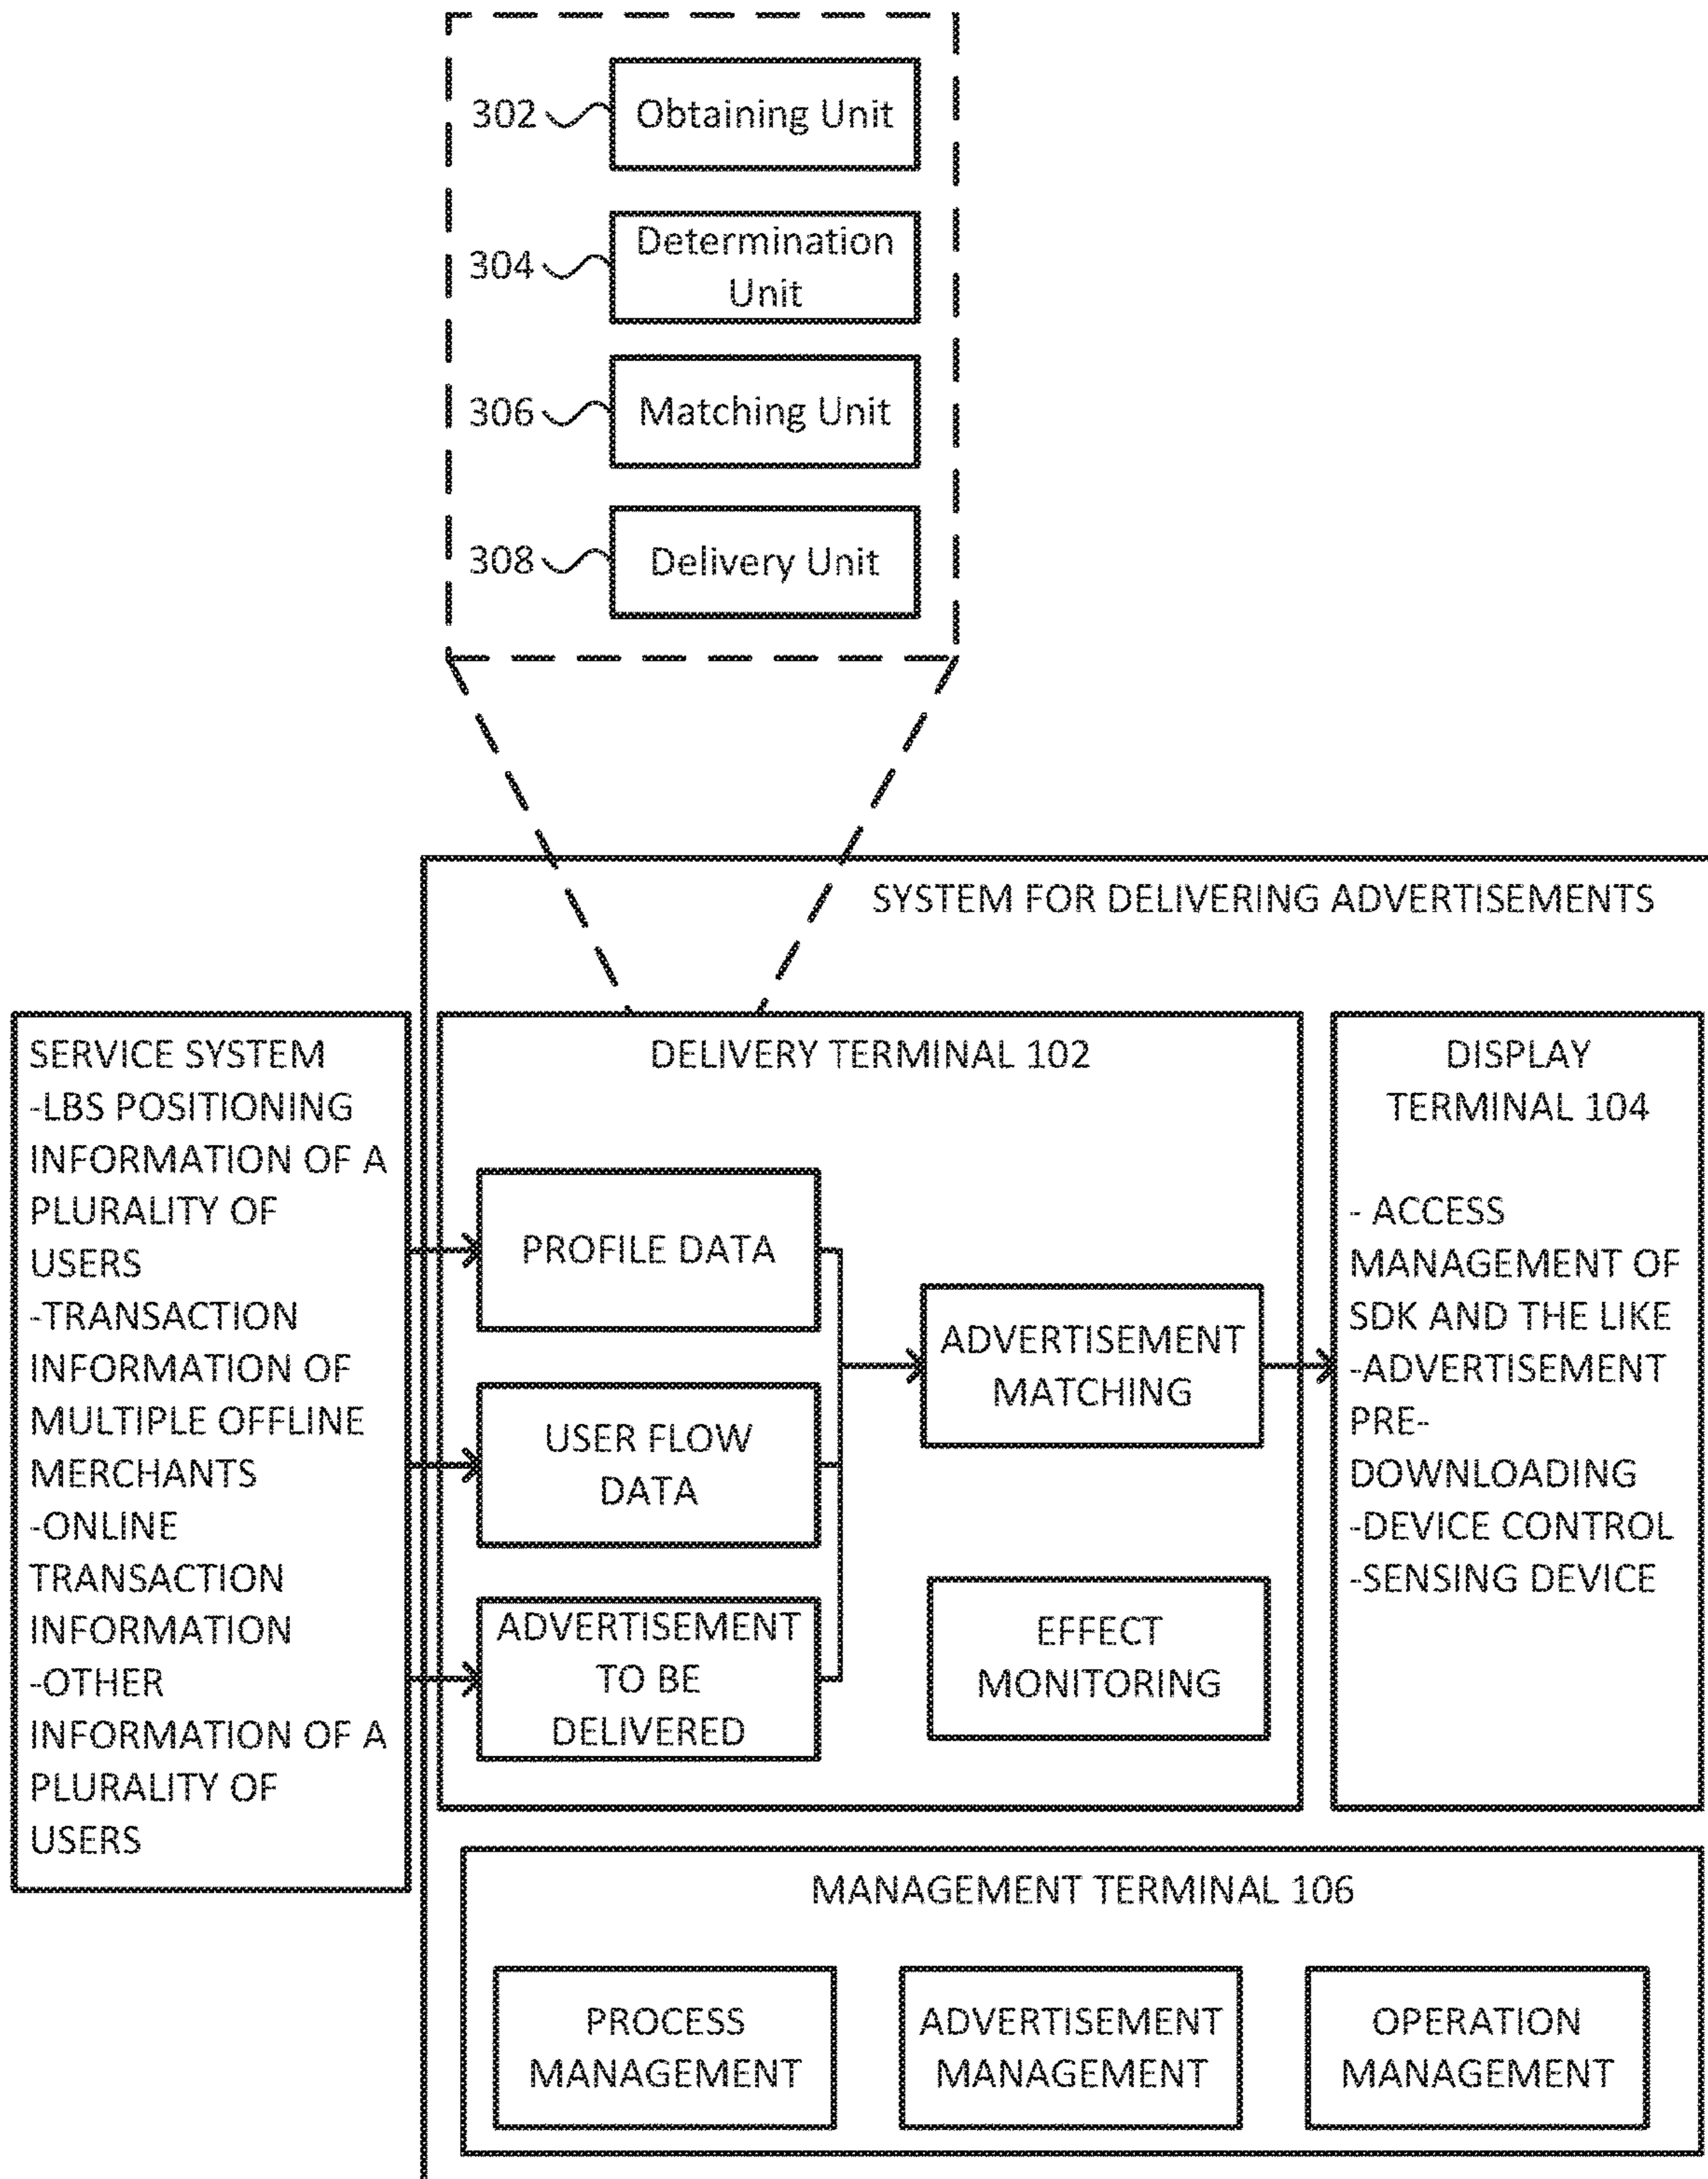 302
Obtaining Unit
304
Determination
Unit
306
Matching Unit
308
Delivery Unit
SYSTEM FOR DELIVERING ADVERTISEMENTS
SERVICE SYSTEM
-LBS POSITIONING
INFORMATION OF A
PLURALITY OF
USERS
-TRANSACTION
INFORMATION OF
MULTIPLE OFFLINE
MERCHANTS
-ONLINE
TRANSACTION
INFORMATION
-OTHER
INFORMATION OF A
PLURALITY OF
USERS
DELIVERY TERMINAL 102
PROFILE DATA
USER FLOW
DATA
ADVERTISEMENT
TO BE
DELIVERED
ADVERTISEMENT
MATCHING
EFFECT
MONITORING
DISPLAY
TERMINAL 104
- ACCESS
MANAGEMENT OF
SDK AND THE LIKE
-ADVERTISEMENT
PRE-
DOWNLOADING
-DEVICE CONTROL
-SENSING DEVICE
MANAGEMENT TERMINAL 106
PROCESS
MANAGEMENT
ADVERTISEMENT
MANAGEMENT
OPERATION
MANAGEMENT